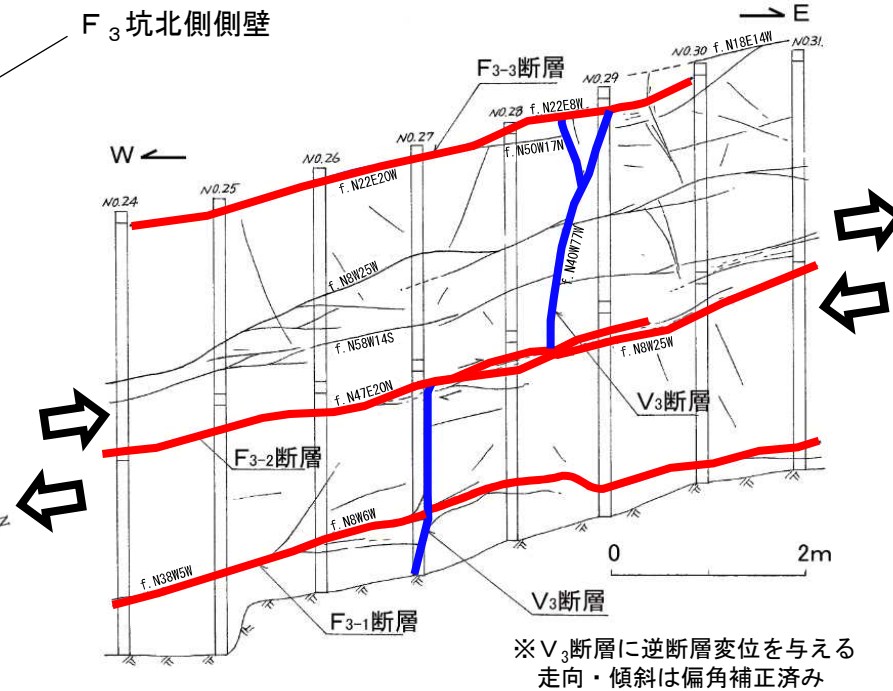 F₃坑北側側壁
→ E
W ←
NO.24
NO.25
NO.26
NO.27
NO.28
NO.29
NO.30
NO.31.
F₃₋₃断層
f. N18E14W
f. N22E8W
f. N50W17N
f. N22E20W
f. N40W77W
f. N8W25W
f. N58W14S
f. N8W25W
f. N47E20N
V₃断層
F₃₋₂断層
f. N8W6W
f. N38W5W
0 2m
V₃断層
F₃₋₁断層
※V₃断層に逆断層変位を与える
走向・傾斜は偏角補正済み